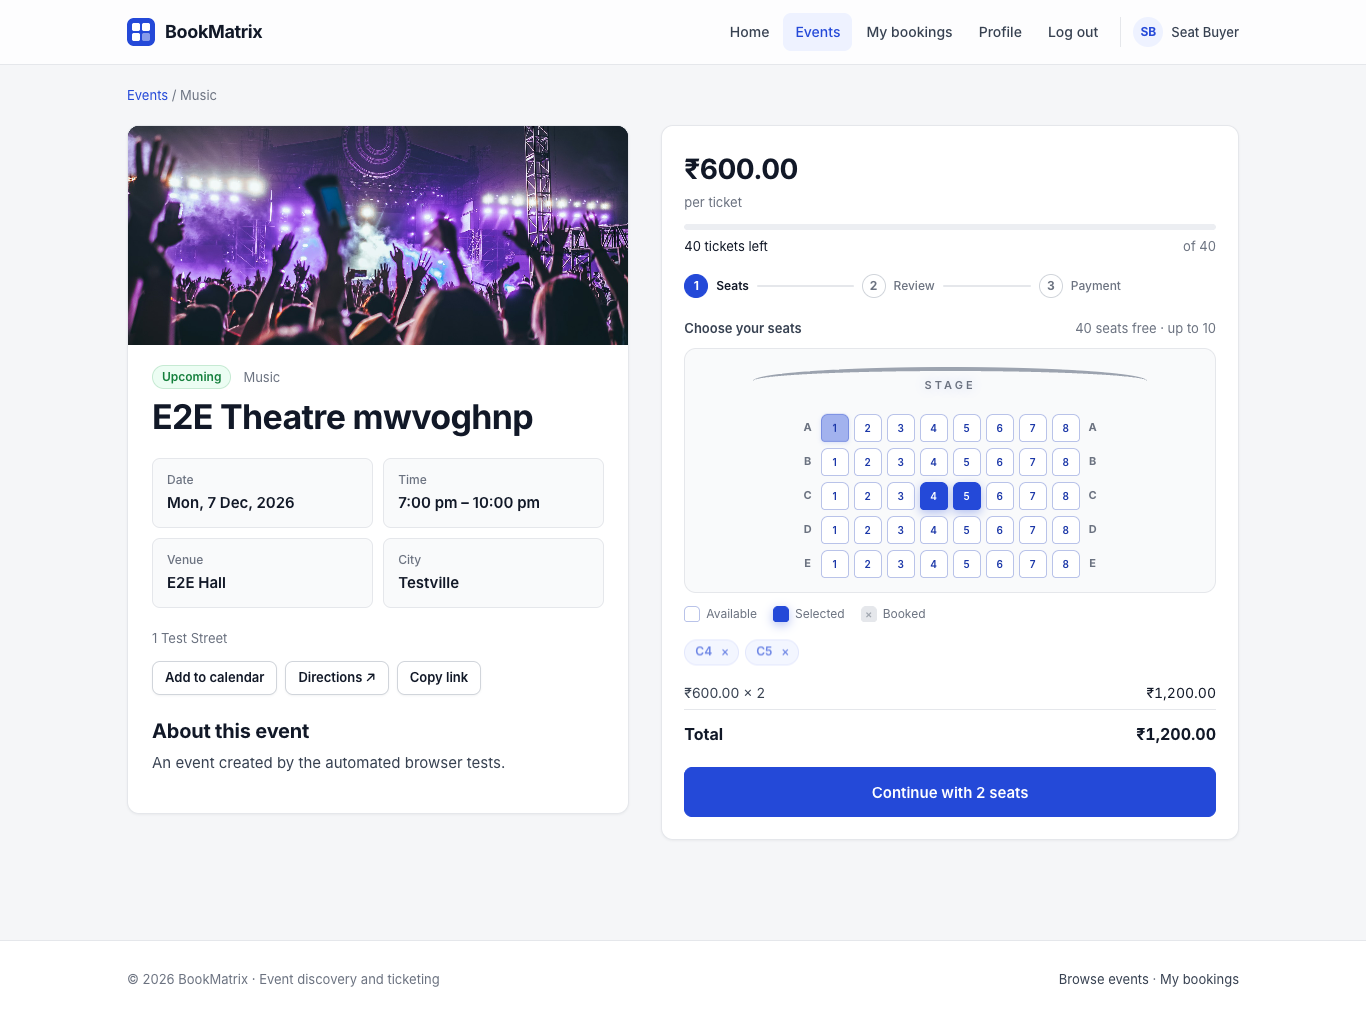 BookMatrix
Home Events My bookings Profile Log out SB Seat Buyer
Events / Music
Upcoming Music
E2E Theatre mwvoghnp
Date
Mon, 7 Dec, 2026
Time
7:00 pm – 10:00 pm
Venue
E2E Hall
City
Testville
1 Test Street
Add to calendar Directions ↗ Copy link
About this event
An event created by the automated browser tests.
₹600.00
per ticket
40 tickets left of 40
1 Seats 2 Review 3 Payment
Choose your seats 40 seats free · up to 10
STAGE
A 1 2 3 4 5 6 7 8 A
B 1 2 3 4 5 6 7 8 B
C 1 2 3 4 5 6 7 8 C
D 1 2 3 4 5 6 7 8 D
E 1 2 3 4 5 6 7 8 E
Available Selected × Booked
C4 × C5 ×
₹600.00 × 2 ₹1,200.00
Total ₹1,200.00
Continue with 2 seats
© 2026 BookMatrix · Event discovery and ticketing
Browse events · My bookings